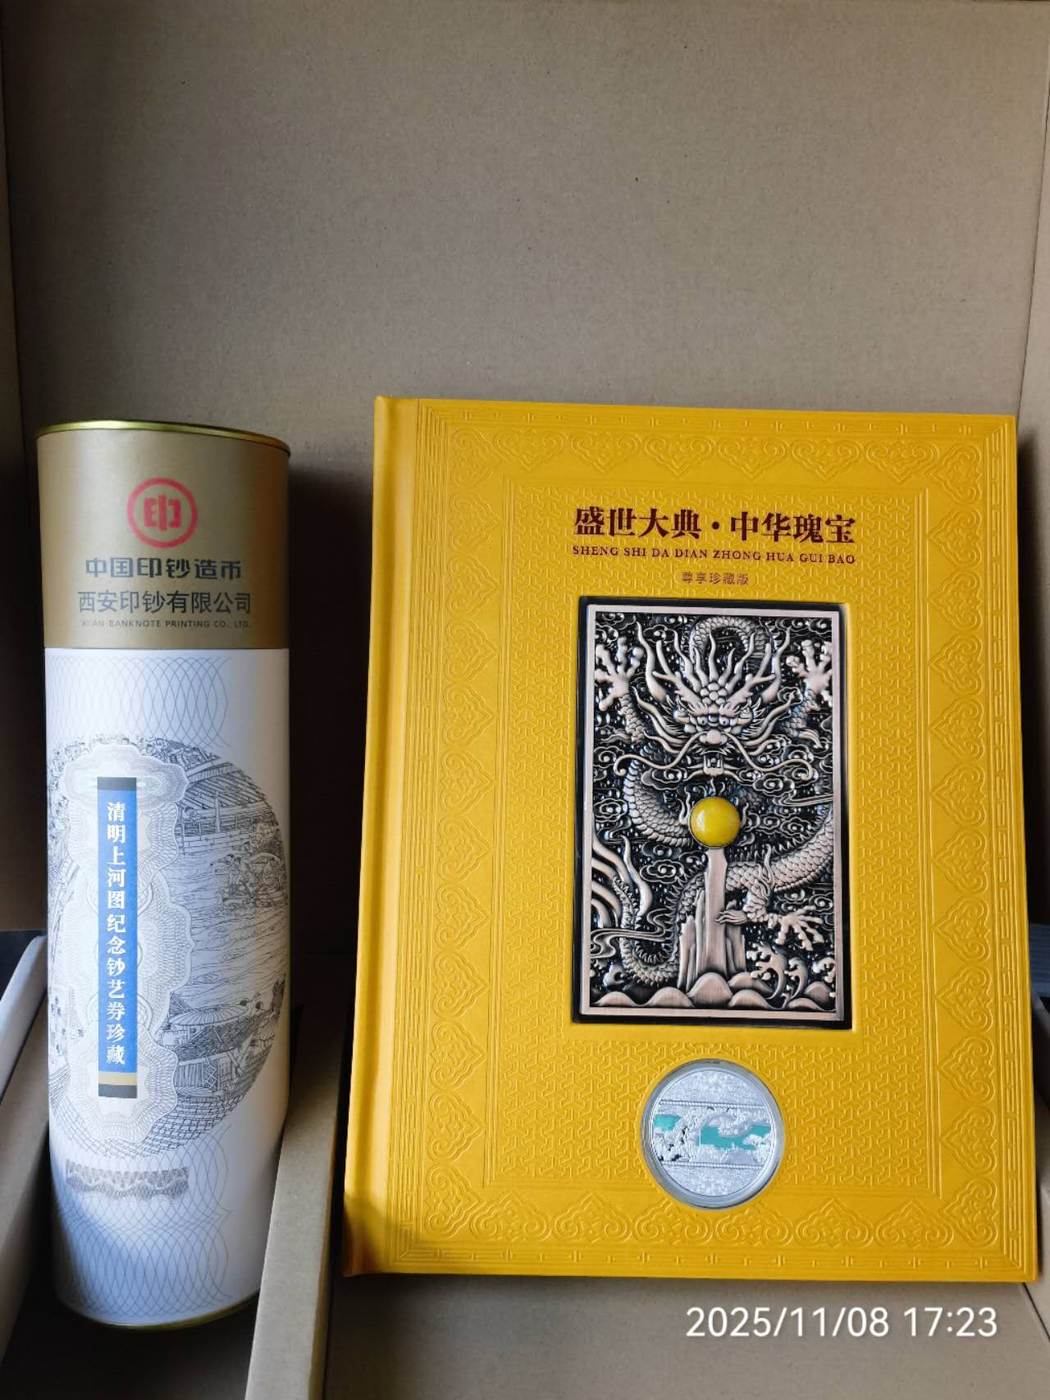 印
中国印钞造币
西安印钞有限公司
XI'AN BANKNOTE PRINTING CO., LTD.
清明上河图纪念钞艺券珍藏
盛世大典·中华瑰宝
SHENG SHI DA DIAN ZHONG HUA GUI BAO
尊享珍藏版
2025/11/08 17:23